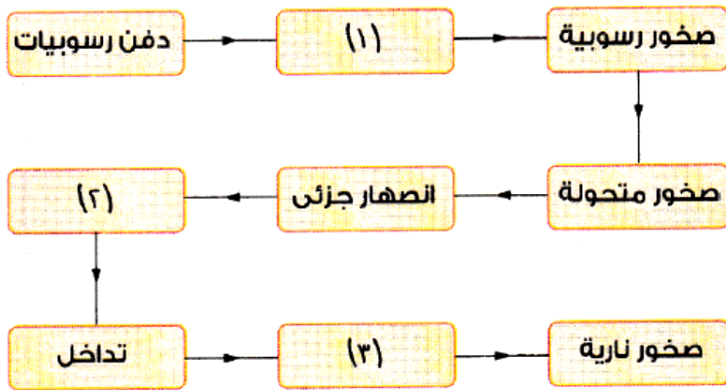 دفن رسوبيات
(١)
صخور رسوبية
صخور متحولة
انصهار جزئى
(٢)
تداخل
(٣)
صخور نارية